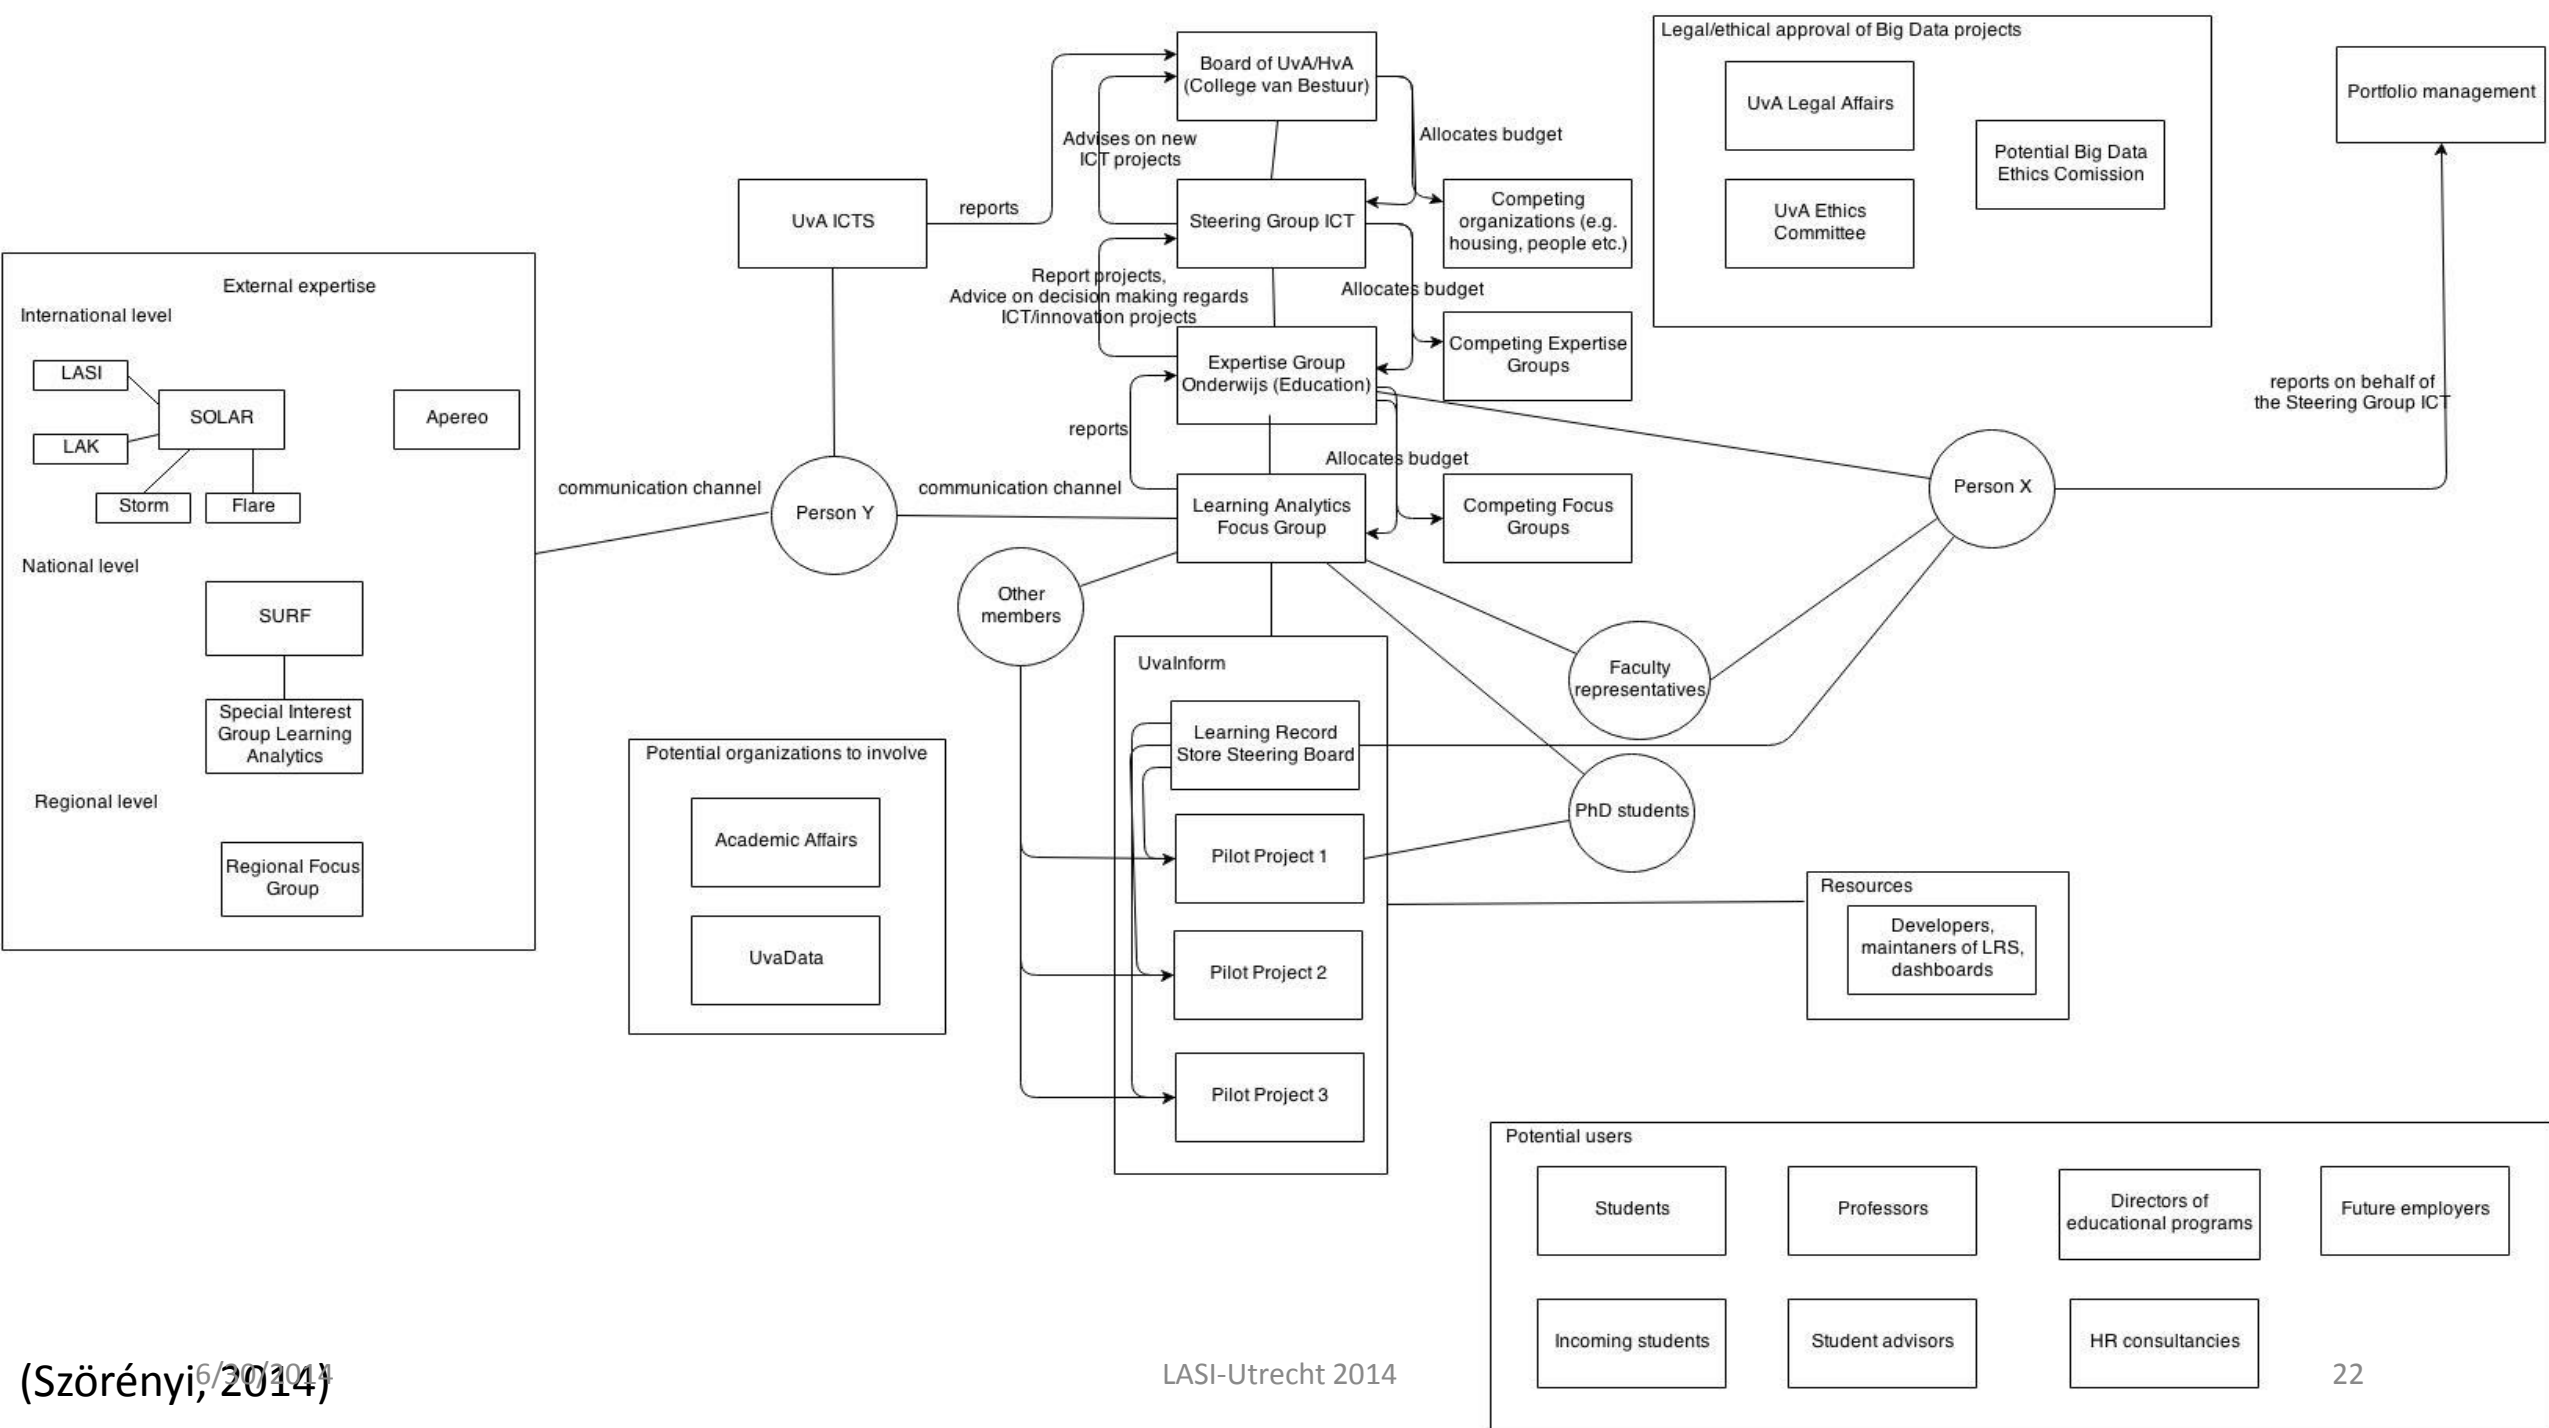 Legal/ethical approval of Big Data projects
Board of UvA/HvA
(College van Bestuur)
UvA Legal Affairs
Portfolio management
Potential Big Data
Ethics Comission
UvA Ethics
Committee
Advises on new
ICT projects
Allocates budget
UvA ICTS
reports
Steering Group ICT
Competing
organizations (e.g.
housing, people etc.)
Report projects,
Advice on decision making regards
ICT/innovation projects
Allocates budget
Expertise Group
Onderwijs (Education)
Competing Expertise
Groups
reports
Allocates budget
reports on behalf of
the Steering Group ICT
External expertise
International level
LASI
SOLAR
Apereo
LAK
Storm
Flare
National level
SURF
Special Interest
Group Learning
Analytics
Regional level
Regional Focus
Group
communication channel
Person Y
communication channel
Learning Analytics
Focus Group
Competing Focus
Groups
Person X
Other
members
Faculty
representatives
PhD students
UvaInform
Learning Record
Store Steering Board
Pilot Project 1
Pilot Project 2
Pilot Project 3
Potential organizations to involve
Academic Affairs
UvaData
Resources
Developers,
maintaners of LRS,
dashboards
Potential users
Students
Professors
Directors of
educational programs
Future employers
Incoming students
Student advisors
HR consultancies
(Szörényi, 2014)
6/30/2014
LASI-Utrecht 2014
22